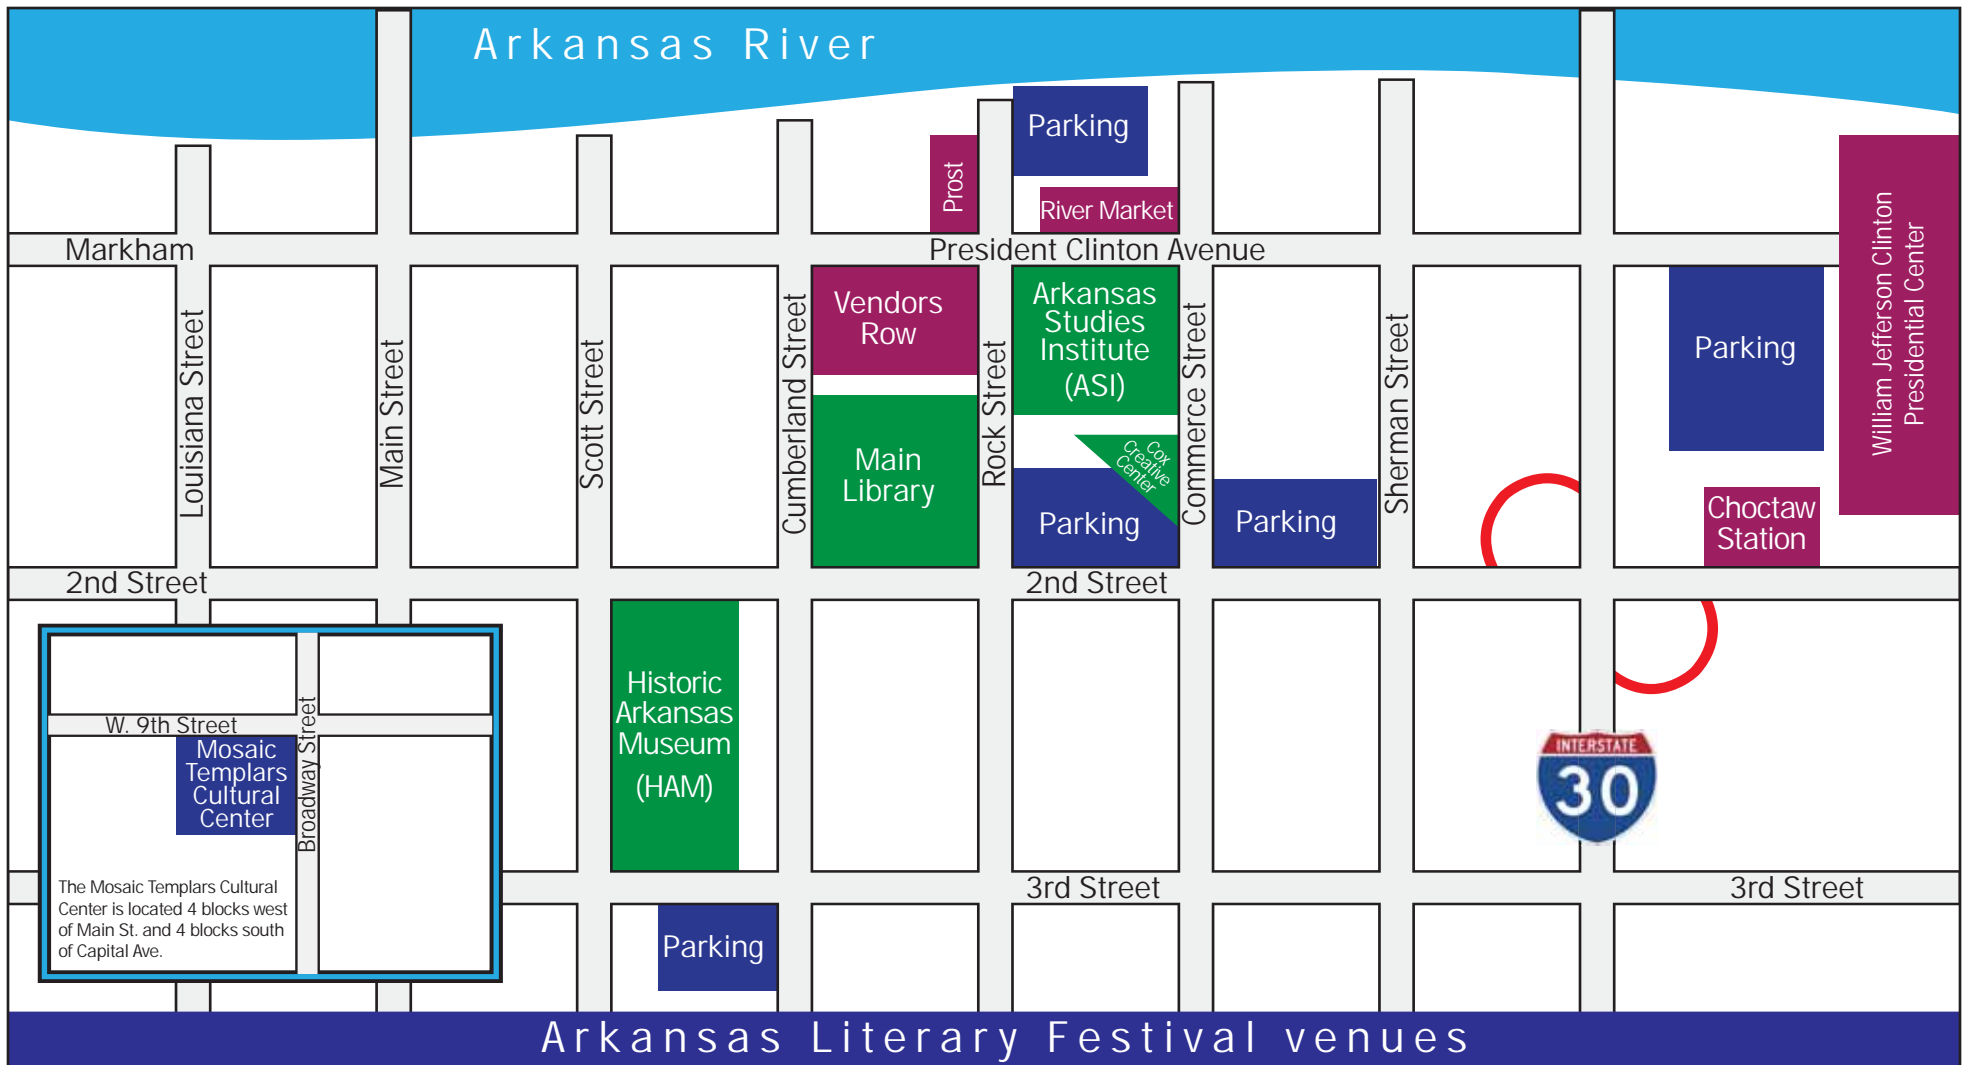 Arkansas River
Parking
Prost
River Market
Markham
President Clinton Avenue
William Jefferson Clinton
Presidential Center
Louisiana Street
Main Street
Scott Street
Cumberland Street
Vendors
Row
Rock Street
Arkansas
Studies
Institute
(ASI)
Commerce Street
Sherman Street
Parking
Main
Library
Cox
Creative
Center
Parking
Parking
Choctaw
Station
2nd Street
2nd Street
Historic
Arkansas
Museum
(HAM)
W. 9th Street
Broadway Street
Mosaic
Templars
Cultural
Center
INTERSTATE
30
The Mosaic Templars Cultural
Center is located 4 blocks west
of Main St. and 4 blocks south
of Capital Ave.
3rd Street
3rd Street
Parking
Arkansas Literary Festival venues